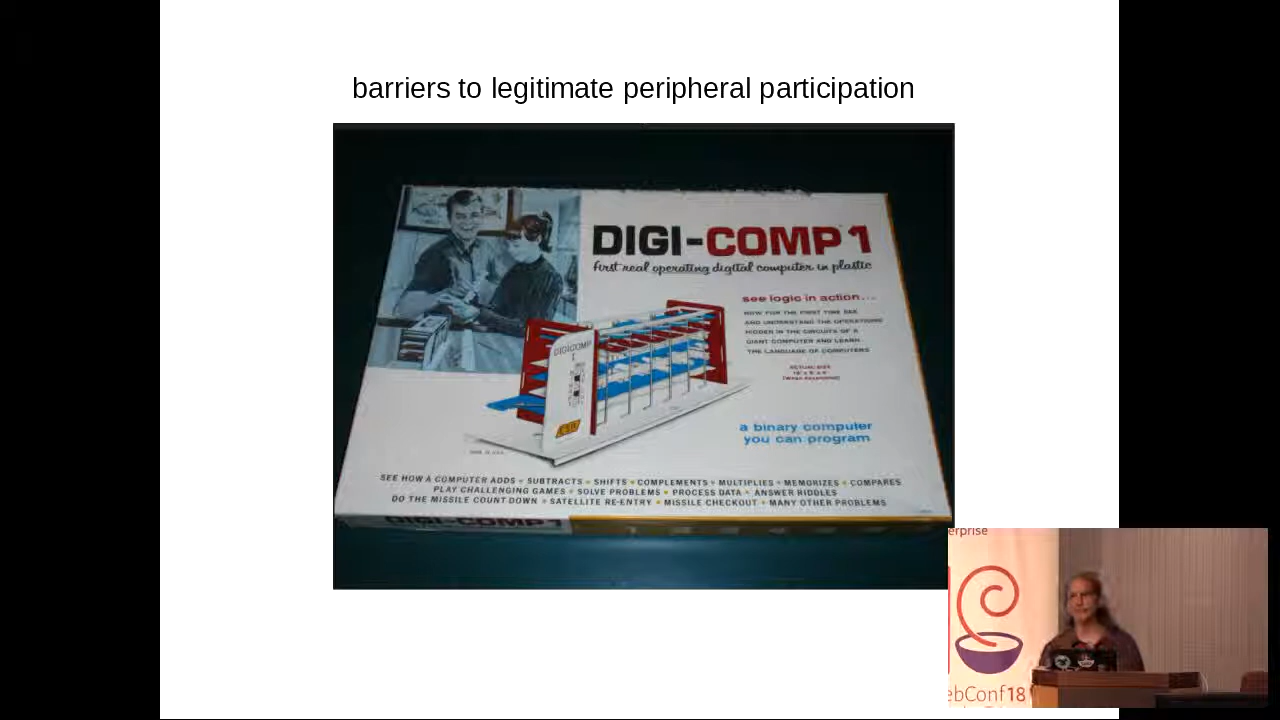 barriers to legitimate peripheral participation
DIGI-COMP 1
first real operating digital computer in plastic
see logic in action...
NOW FOR THE FIRST TIME SEE
AND UNDERSTAND THE OPERATIONS
HIDDEN IN THE CIRCUITS OF A
GIANT COMPUTER AND LEARN
THE LANGUAGE OF COMPUTERS
ACTUAL SIZE
DIGICOMP
1
a binary computer
you can program
SEE HOW A COMPUTER ADDS • SUBTRACTS • SHIFTS • COMPLEMENTS • MULTIPLIES • MEMORIZES • COMPARES
PLAY CHALLENGING GAMES • SOLVE PROBLEMS • PROCESS DATA • ANSWER RIDDLES
DO THE MISSILE COUNT DOWN • SATELLITE RE-ENTRY • MISSILE CHECKOUT • MANY OTHER PROBLEMS
DIGI-COMP 1
erprise
ebConf18